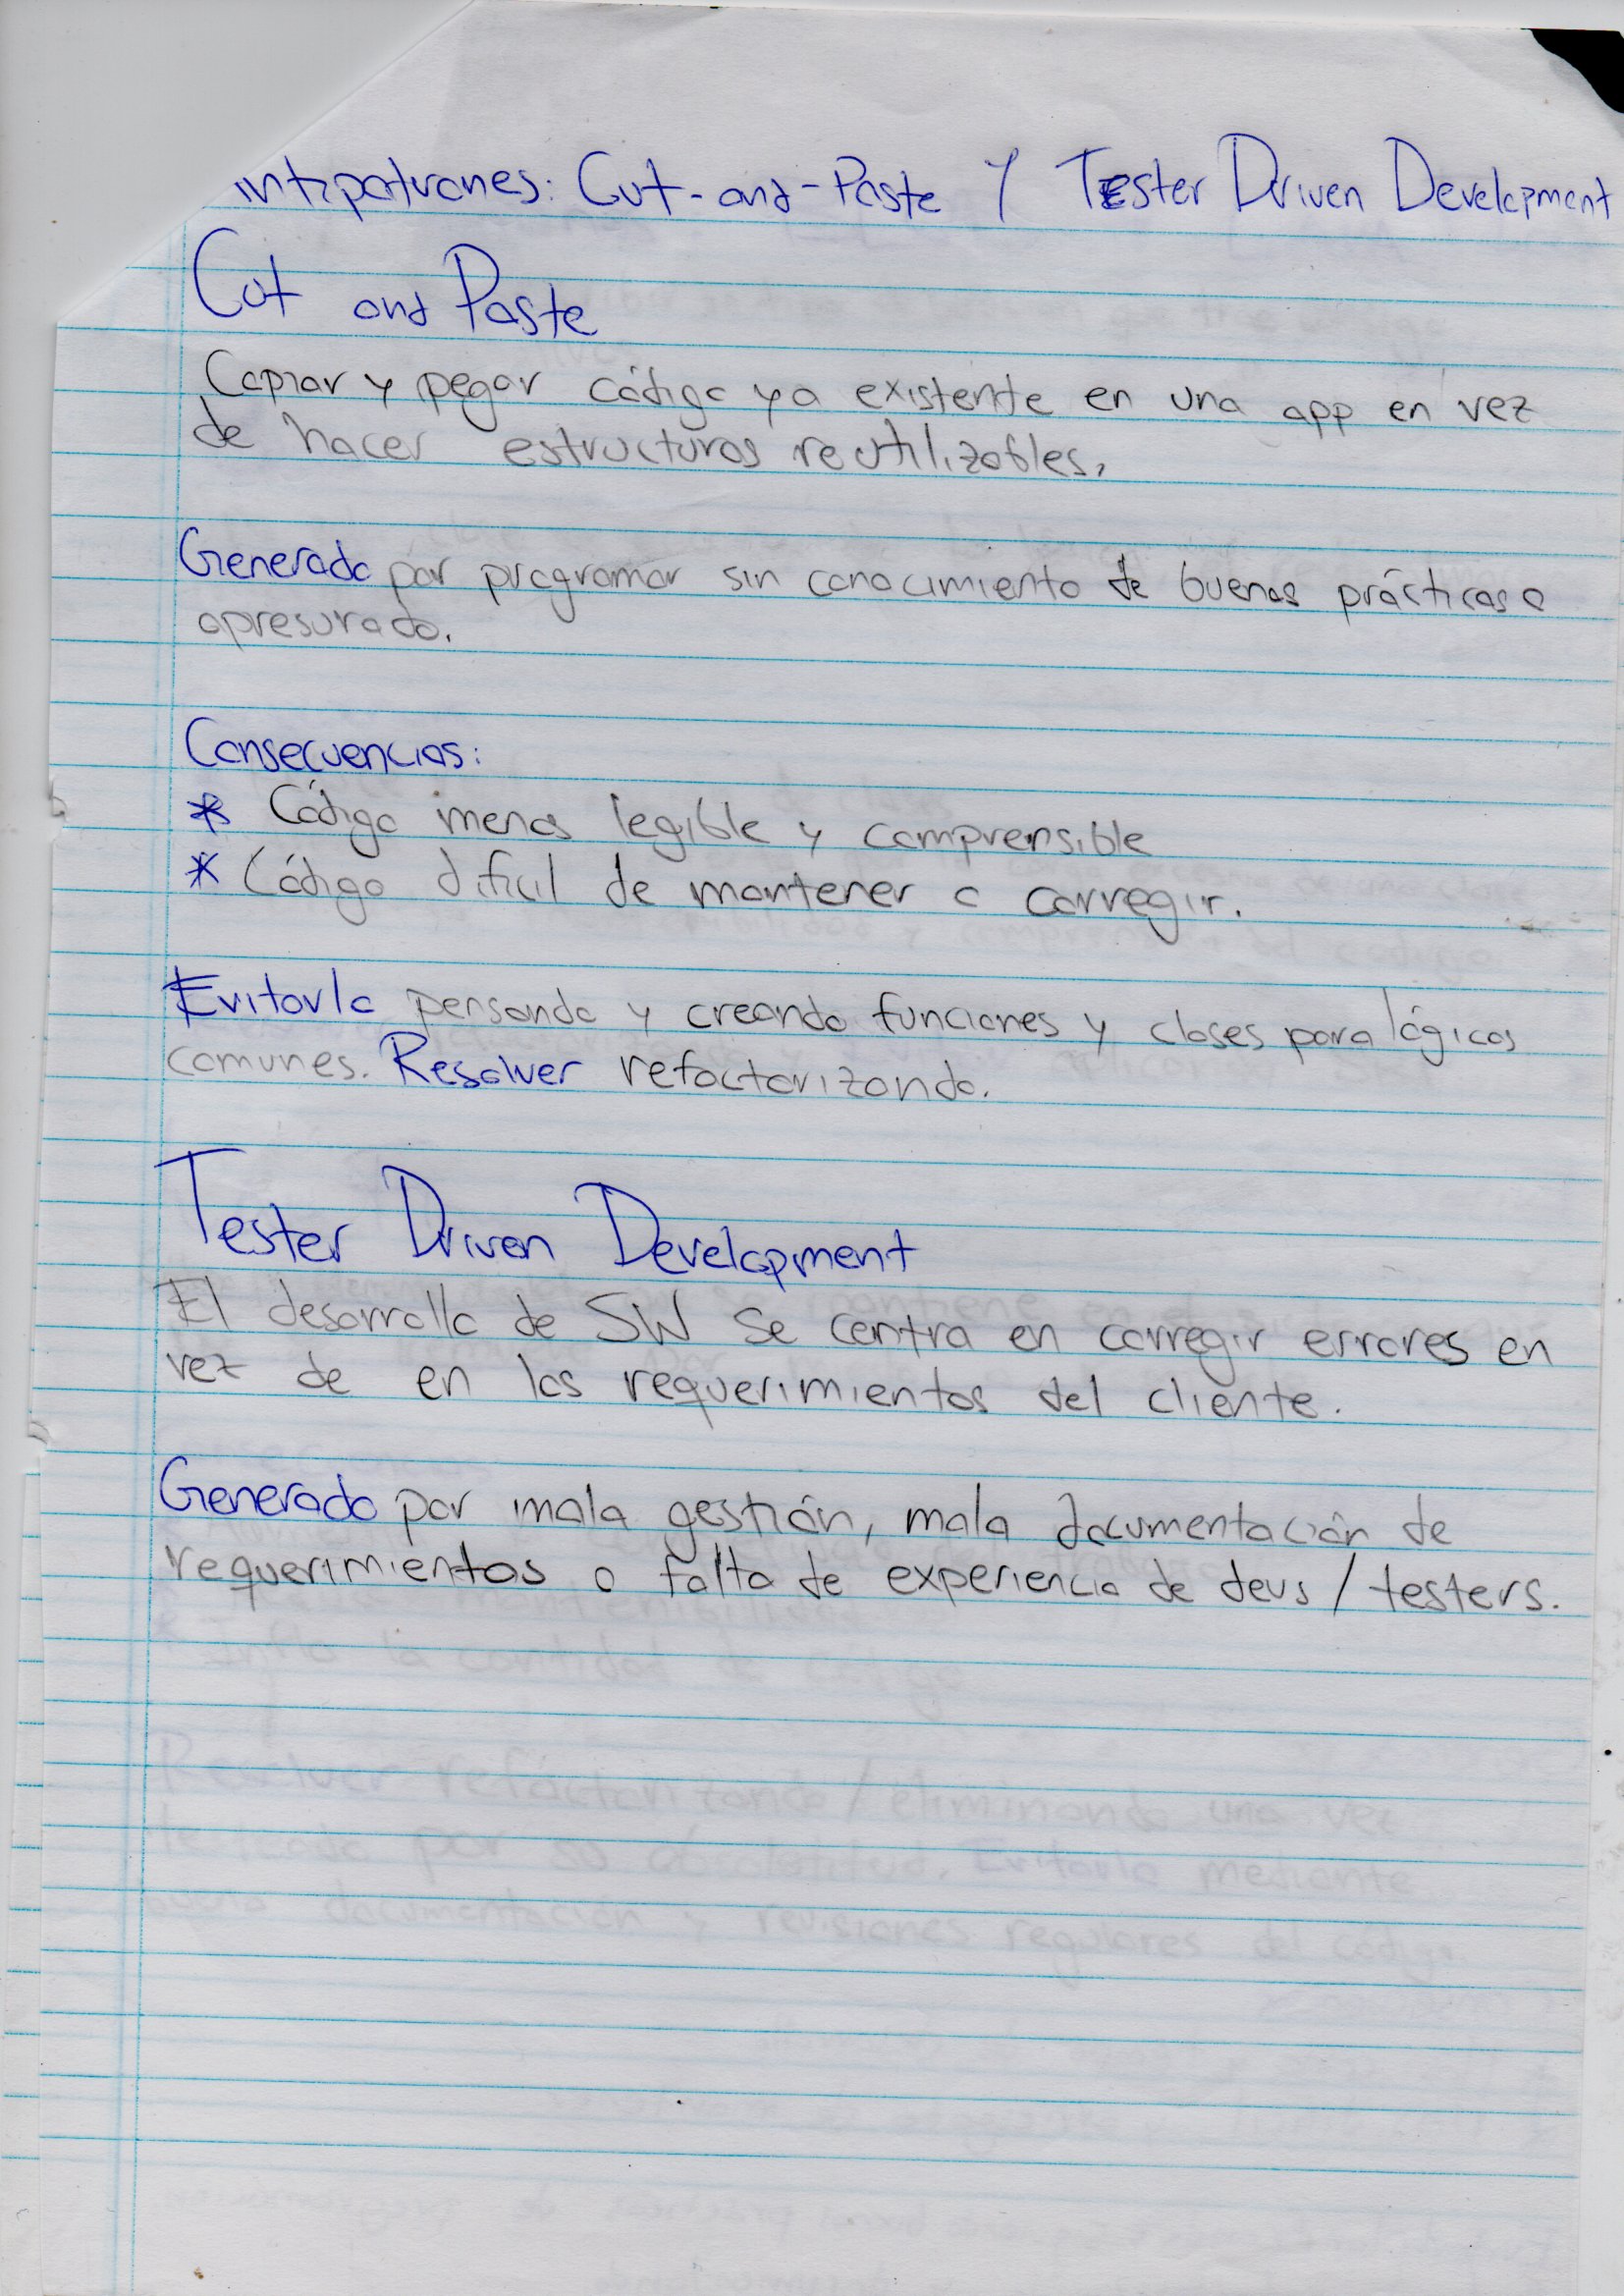 Antipatrones: Cut-and-Paste Y Tester Driven Development
Cut and Paste
Copiar y pegar código ya existente en una app en vez
de hacer estructuras reutilizables.
Generado por programar sin conocimiento de buenas prácticas o
apresurado.
Consecuencias:
* Código menos legible y comprensible
* Código dificil de mantener o corregir.
Evitarlo pensando y creando funciones y clases para lógicas
comunes. Resolver refactorizando.
Tester Driven Development
El desarrollo de SW se centra en corregir errores en
vez de en los requerimientos del cliente.
Generado por mala gestión, mala documentación de
requerimientos o falta de experiencia de devs / testers.